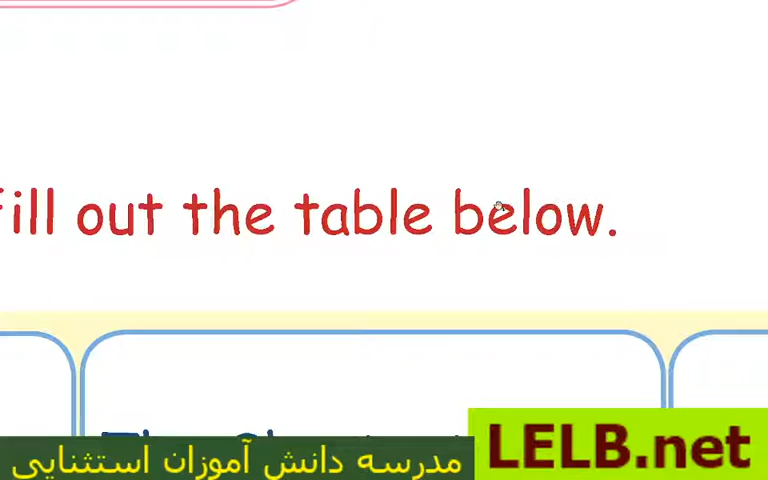 fill out the table below.
مدرسه دانش آموزان استثنایی
LELB.net